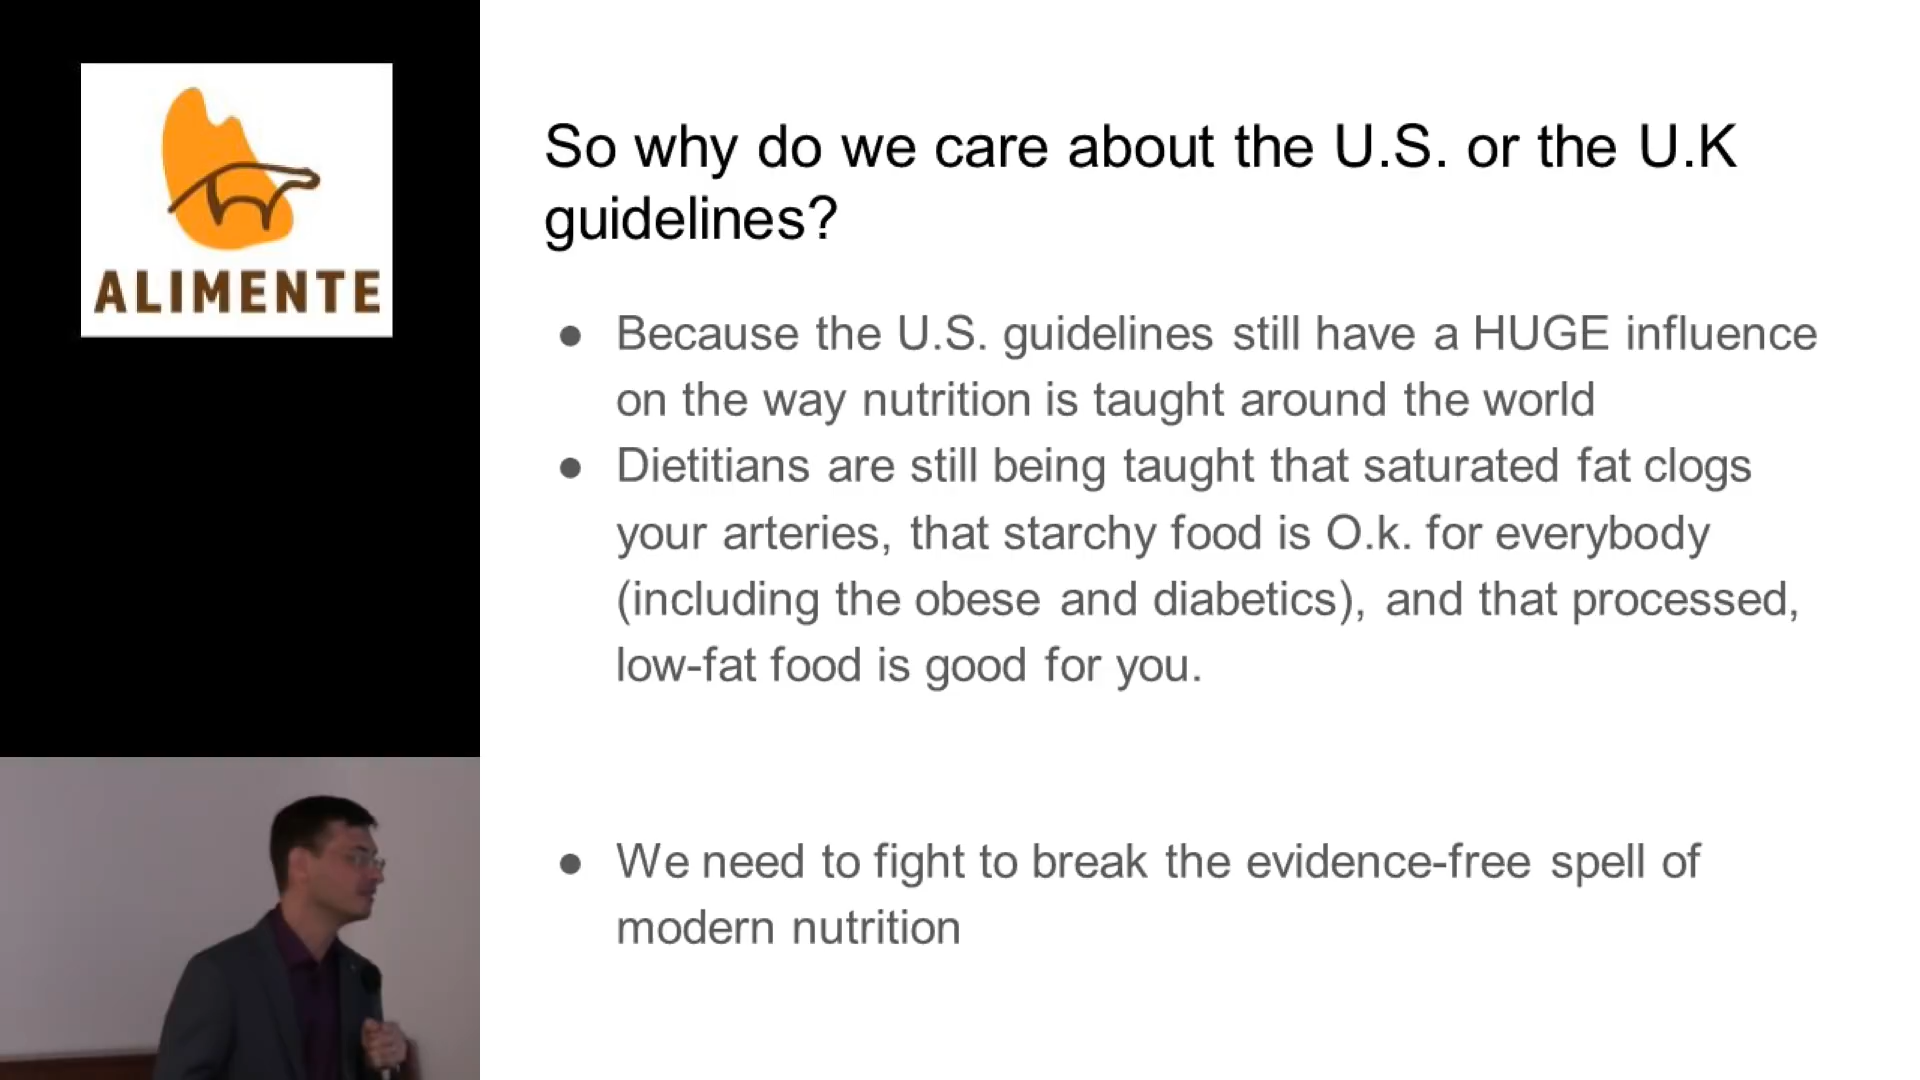 ALIMENTE
So why do we care about the U.S. or the U.K
guidelines?
● Because the U.S. guidelines still have a HUGE influence
on the way nutrition is taught around the world
● Dietitians are still being taught that saturated fat clogs
your arteries, that starchy food is O.k. for everybody
(including the obese and diabetics), and that processed,
low-fat food is good for you.
● We need to fight to break the evidence-free spell of
modern nutrition